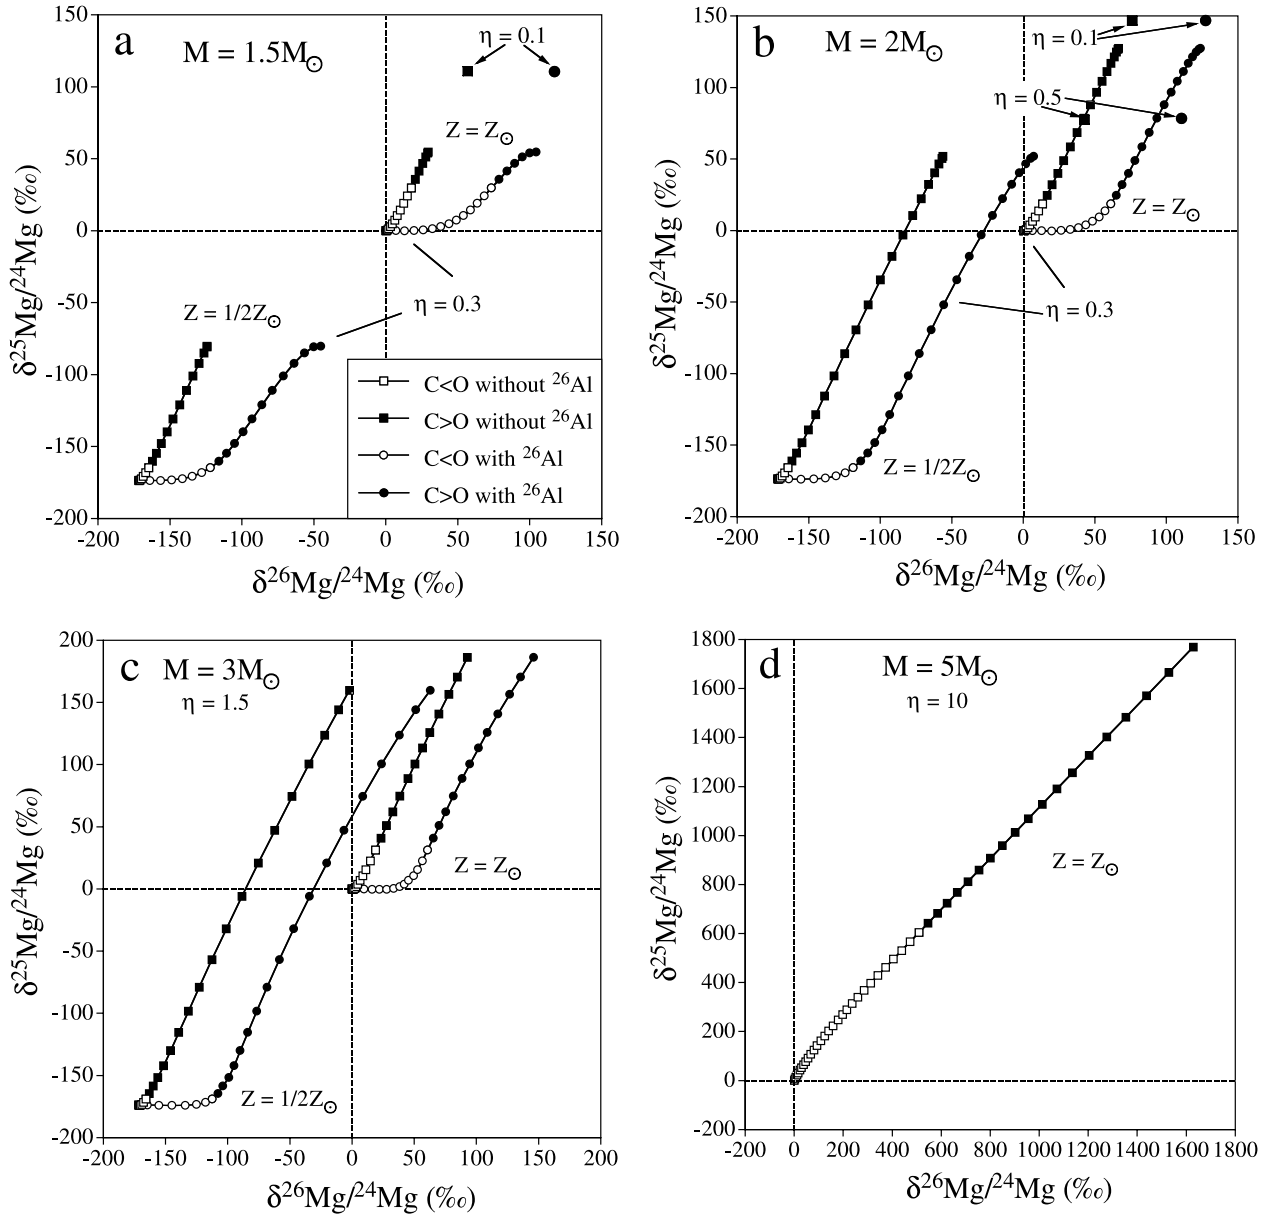 a
M = 1.5M⊙
η = 0.1
Z = Z⊙
Z = 1/2Z⊙
η = 0.3
C<O without ²⁶Al
C>O without ²⁶Al
C<O with ²⁶Al
C>O with ²⁶Al
150
100
50
0
-50
-100
-150
-200
-200
-150
-100
-50
0
50
100
150
δ²⁵Mg/²⁴Mg (‰)
δ²⁶Mg/²⁴Mg (‰)
b
M = 2M⊙
η = 0.1
η = 0.5
Z = Z⊙
η = 0.3
Z = 1/2Z⊙
150
100
50
0
-50
-100
-150
-200
-200
-150
-100
-50
0
50
100
150
δ²⁵Mg/²⁴Mg (‰)
δ²⁶Mg/²⁴Mg (‰)
c
M = 3M⊙
η = 1.5
Z = Z⊙
Z = 1/2Z⊙
200
150
100
50
0
-50
-100
-150
-200
-200
-150
-100
-50
0
50
100
150
200
δ²⁵Mg/²⁴Mg (‰)
δ²⁶Mg/²⁴Mg (‰)
d
M = 5M⊙
η = 10
Z = Z⊙
1800
1600
1400
1200
1000
800
600
400
200
0
-200
-200
0
200
400
600
800
1000
1200
1400
1600
1800
δ²⁵Mg/²⁴Mg (‰)
δ²⁶Mg/²⁴Mg (‰)